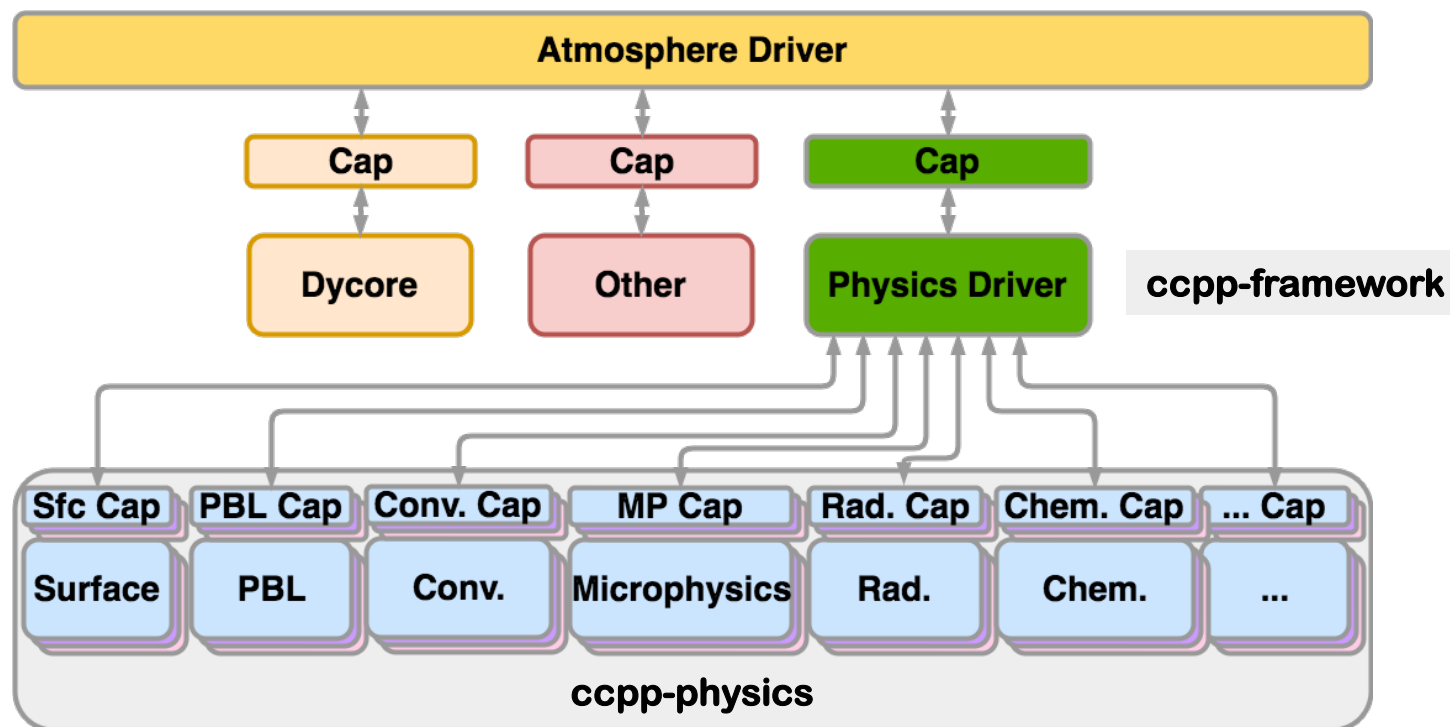 Atmosphere Driver
Cap
Cap
Cap
Dycore
Other
Physics Driver
ccpp-framework
Sfc Cap
PBL Cap
Conv. Cap
MP Cap
Rad. Cap
Chem. Cap
... Cap
Surface
PBL
Conv.
Microphysics
Rad.
Chem.
...
ccpp-physics